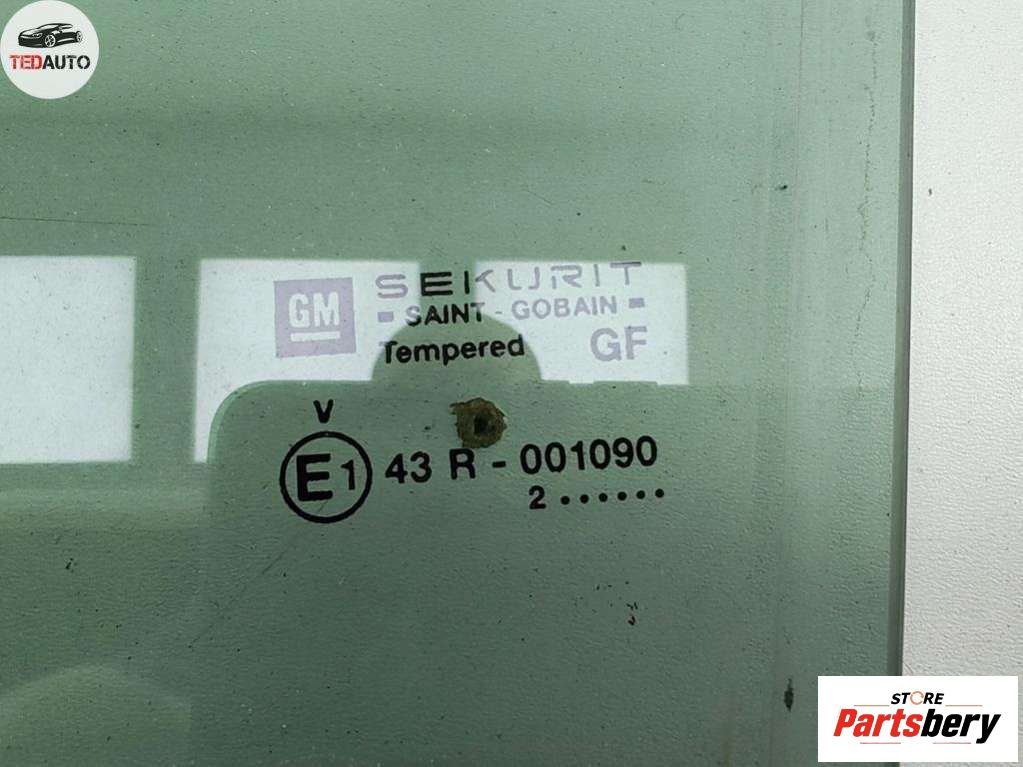 TEDAUTO
GM
SEKURIT
SAINT - GOBAIN
Tempered GF
V
E1 43 R - 001090
2 ......
STORE
Partsbery